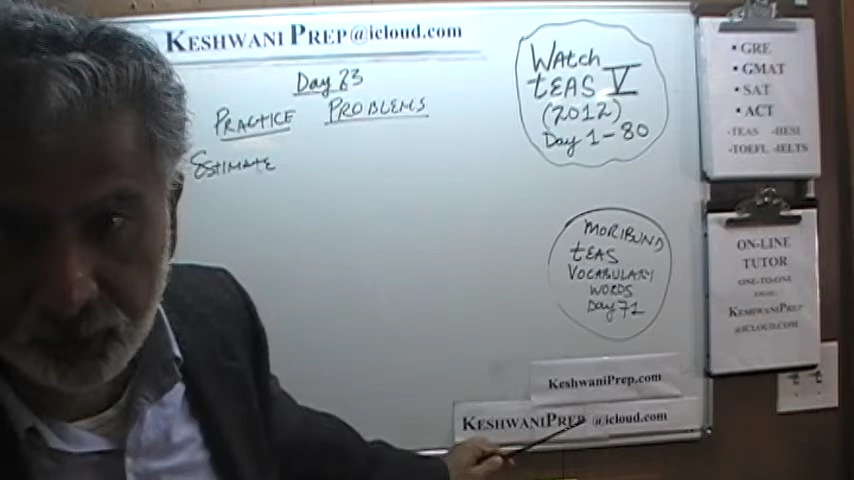 KESHWANI PREP@icloud.com
Day 83
PRACTICE PROBLEMS
ESTIMATE
WAtch
tEAS V
(2012)
Day 1-80
MORIBUND
tEAS
VOCABULARY
WORDS
Day 71
KESHWANIPREP.COM
KESHWANIPREP @icloud.com
• GRE
• GMAT
• SAT
• ACT
-TEAS -HESI
-TOEFL -IELTS
ON-LINE
TUTOR
ONE-TO-ONE
KESHWANIPREP
@ICLOUD.COM